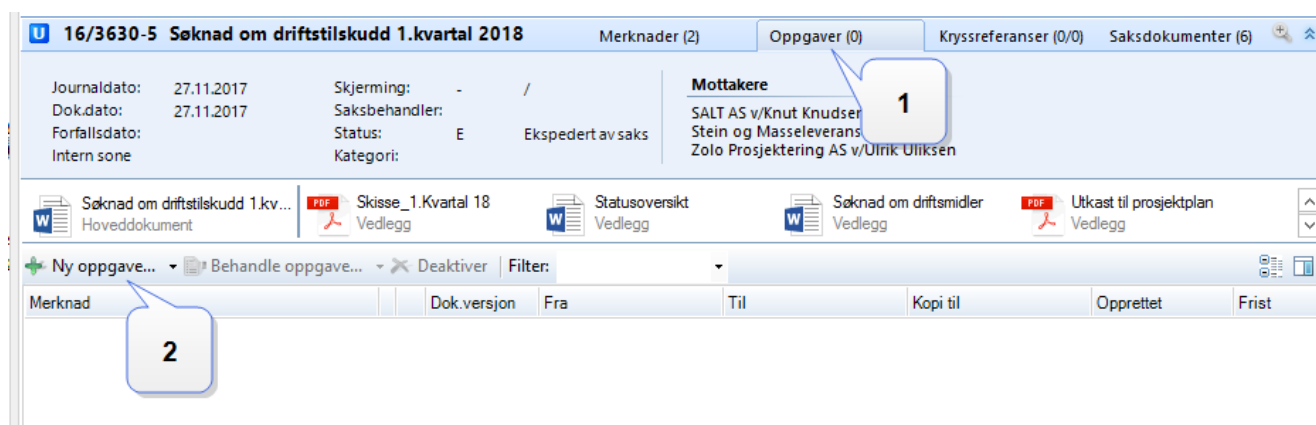 U 16/3630-5 Søknad om driftstilskudd 1.kvartal 2018 Merknader (2) Oppgaver (0) Kryssreferanser (0/0) Saksdokumenter (6)
Journaldato: 27.11.2017 Skjerming: - / Mottakere
Dok.dato: 27.11.2017 Saksbehandler: SALT AS v/Knut Knudsen
Forfallsdato: Status: E Ekspedert av saks Stein og Masseleverans
Intern sone Kategori: Zolo Prosjektering AS v/Ulrik Uliksen
1
Søknad om driftstilskudd 1.kv... Skisse_1.Kvartal 18 Statusoversikt Søknad om driftsmidler Utkast til prosjektplan
W Hoveddokument PDF Vedlegg W Vedlegg W Vedlegg PDF Vedlegg
Ny oppgave... Behandle oppgave... Deaktiver Filter:
Merknad Dok.versjon Fra Til Kopi til Opprettet Frist
2